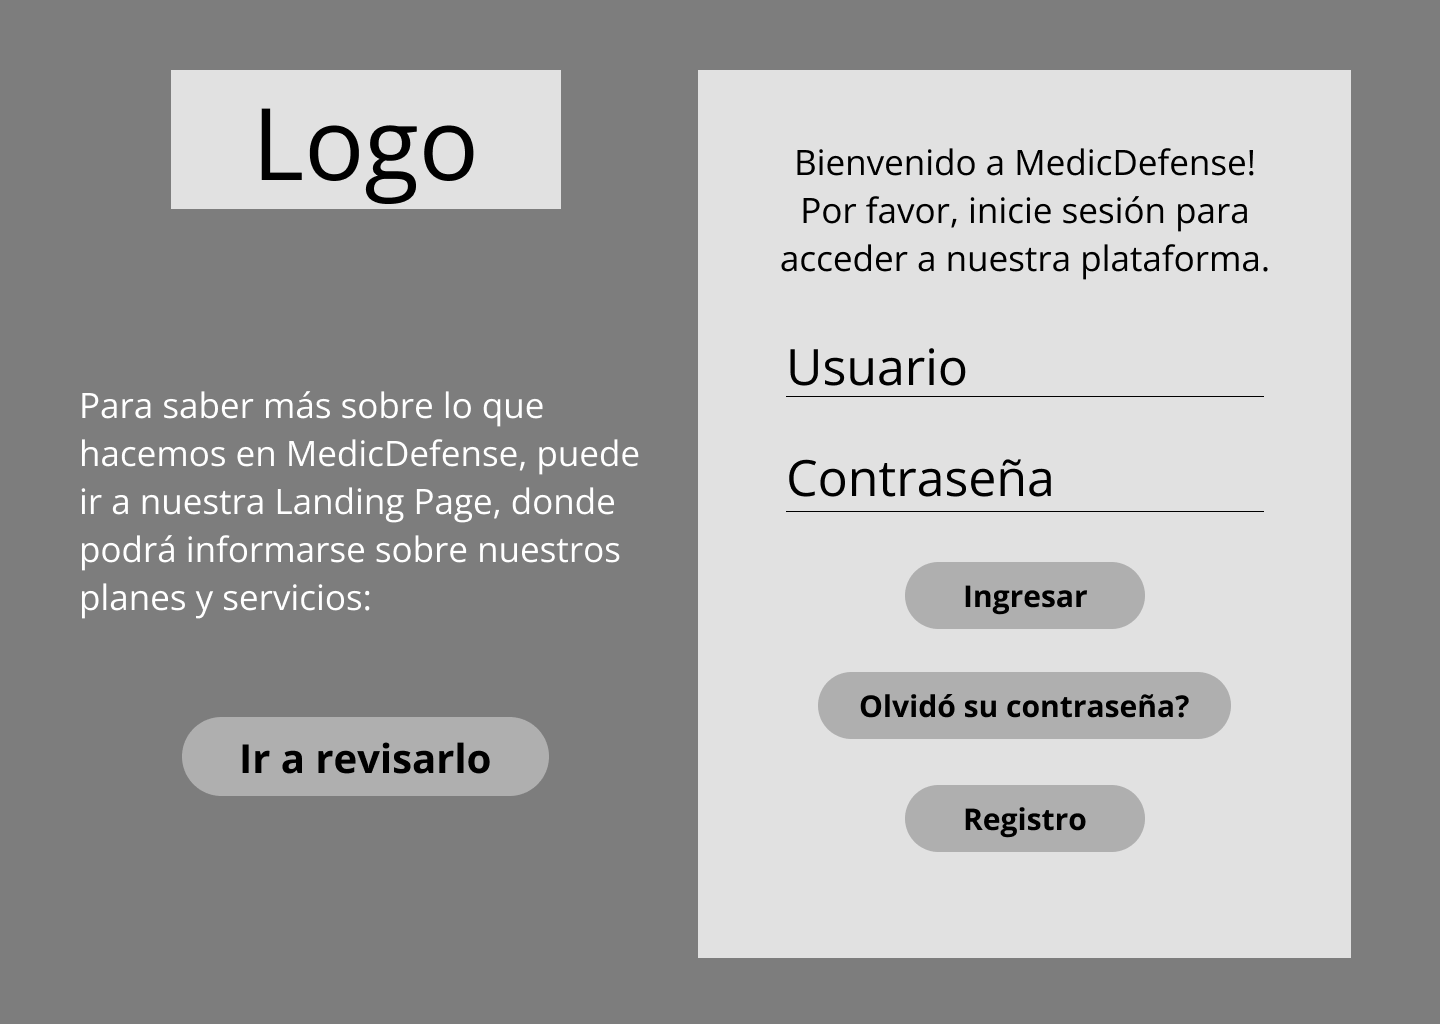 Logo
Para saber más sobre lo que
hacemos en MedicDefense, puede
ir a nuestra Landing Page, donde
podrá informarse sobre nuestros
planes y servicios:
Ir a revisarlo
Bienvenido a MedicDefense!
Por favor, inicie sesión para
acceder a nuestra plataforma.
Usuario
Contraseña
Ingresar
Olvidó su contraseña?
Registro